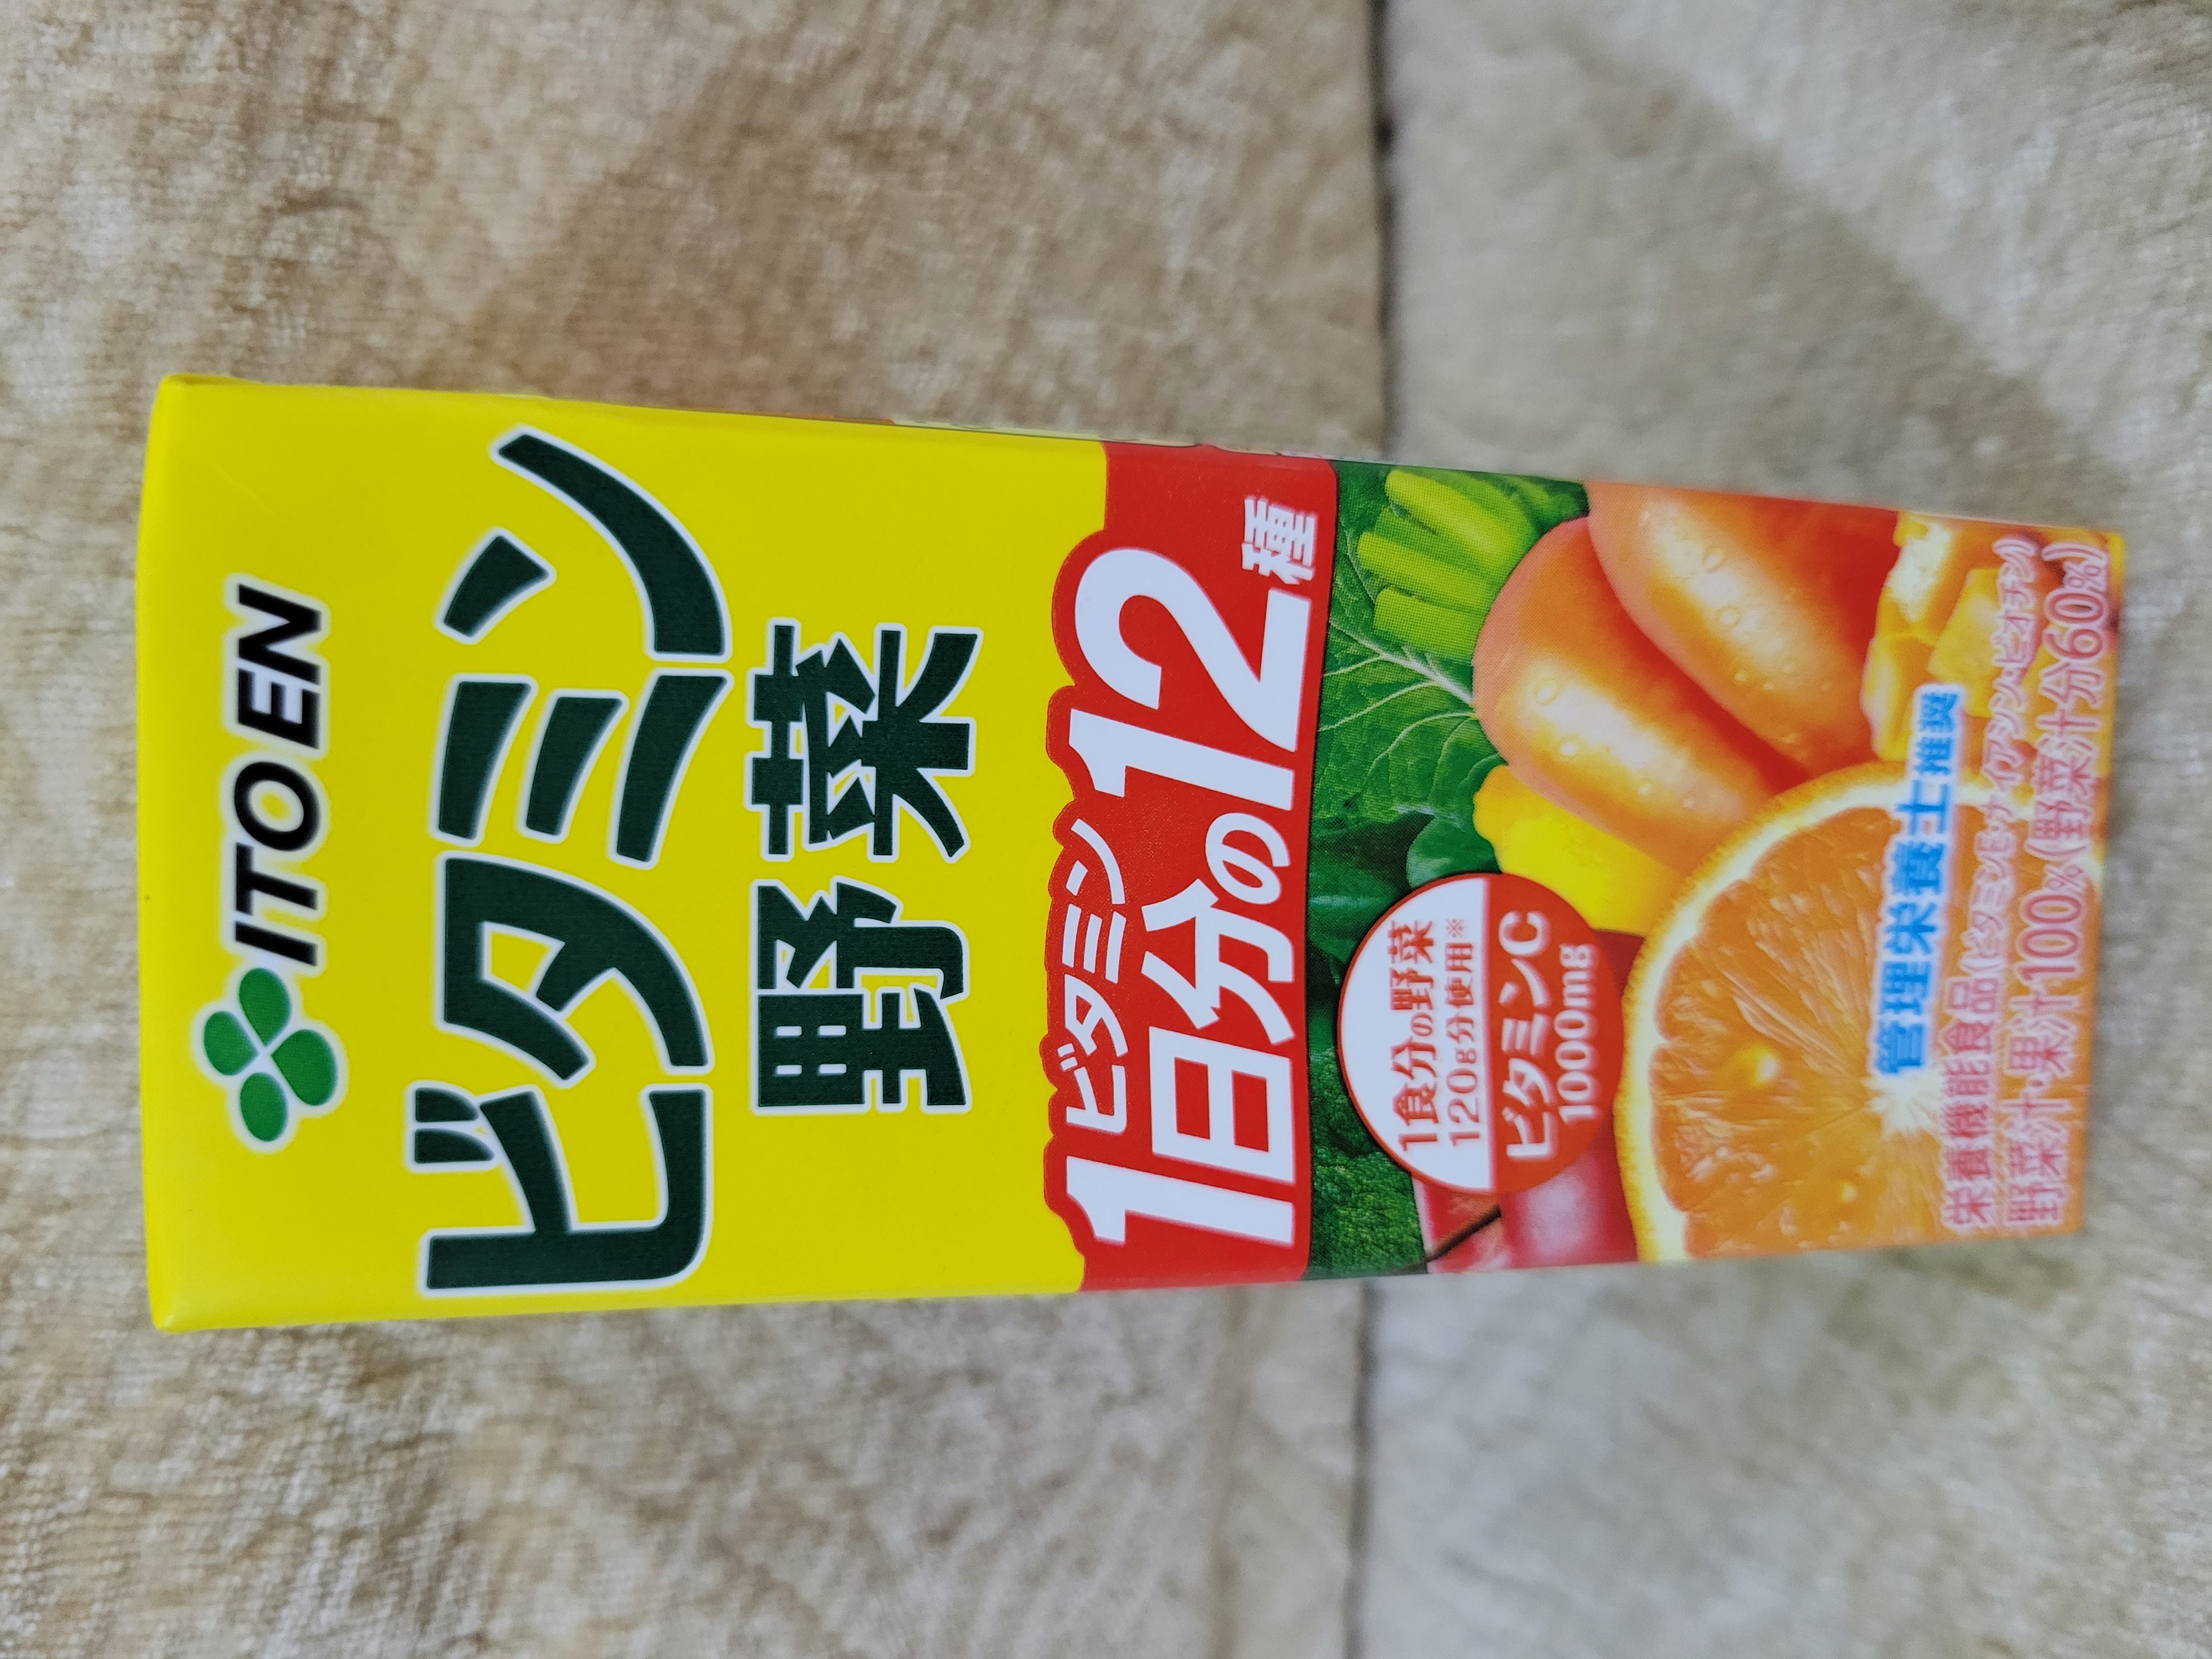 ITO EN
ビタミン
野菜
ビタミン12種
1日分の
1食分の野菜
120g分使用※
ビタミンC
1000mg
管理栄養士推奨
栄養機能食品(ビタミンE・ナイアシン・ビオチン)
野菜汁・果汁100%(野菜汁分60%)